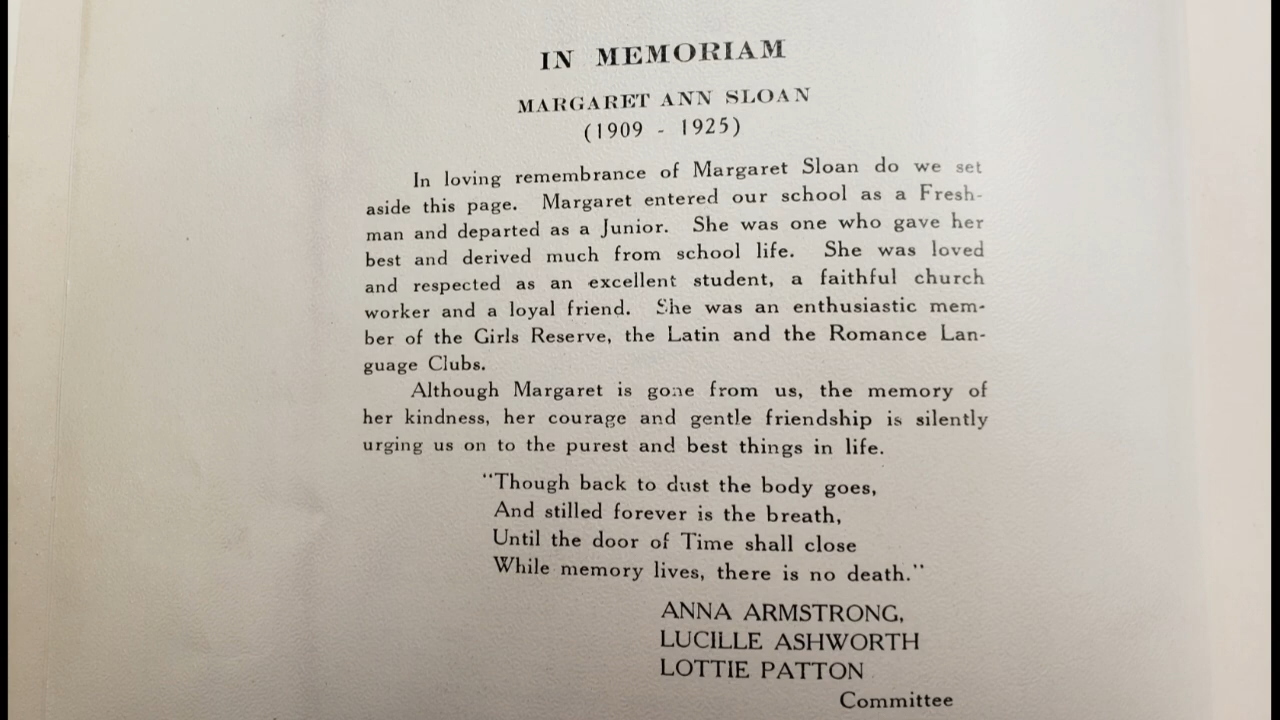 IN MEMORIAM
MARGARET ANN SLOAN
(1909 - 1925)
In loving remembrance of Margaret Sloan do we set
aside this page. Margaret entered our school as a Fresh-
man and departed as a Junior. She was one who gave her
best and derived much from school life. She was loved
and respected as an excellent student, a faithful church
worker and a loyal friend. She was an enthusiastic mem-
ber of the Girls Reserve, the Latin and the Romance Lan-
guage Clubs.
Although Margaret is gone from us, the memory of
her kindness, her courage and gentle friendship is silently
urging us on to the purest and best things in life.
"Though back to dust the body goes,
And stilled forever is the breath,
Until the door of Time shall close
While memory lives, there is no death."
ANNA ARMSTRONG,
LUCILLE ASHWORTH
LOTTIE PATTON
Committee